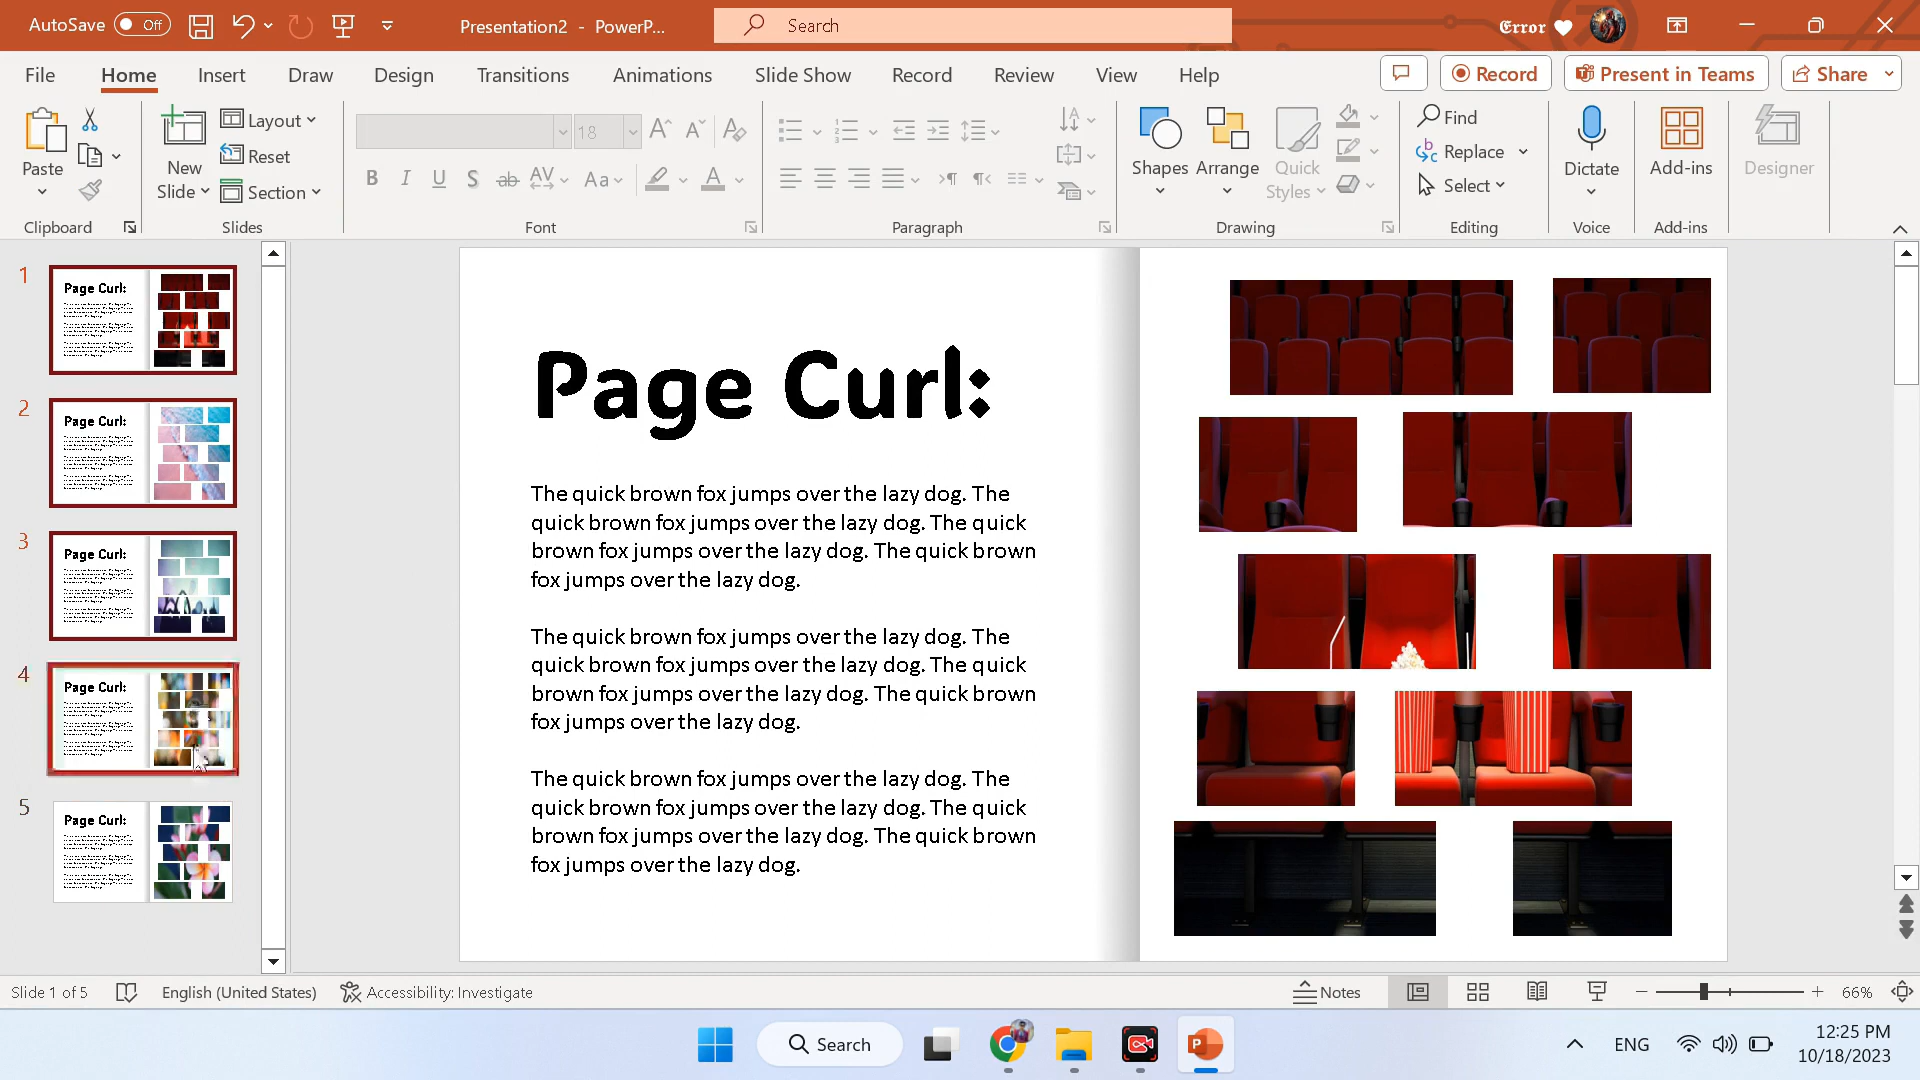 AutoSave Off Presentation2 - PowerP... Search Error
File Home Insert Draw Design Transitions Animations Slide Show Record Review View Help Record Present in Teams Share
Paste
New
Slide
Layout
Reset
Section
18
B I U S ab AV Aa A
Shapes Arrange Quick
Styles
Find
Replace
Select
Dictate Add-ins Designer
Clipboard Slides Font Paragraph Drawing Editing Voice Add-ins
1
Page Curl:
2
Page Curl:
3
Page Curl:
4
Page Curl:
5
Page Curl:
Page Curl:
The quick brown fox jumps over the lazy dog. The
quick brown fox jumps over the lazy dog. The quick
brown fox jumps over the lazy dog. The quick brown
fox jumps over the lazy dog.
The quick brown fox jumps over the lazy dog. The
quick brown fox jumps over the lazy dog. The quick
brown fox jumps over the lazy dog. The quick brown
fox jumps over the lazy dog.
The quick brown fox jumps over the lazy dog. The
quick brown fox jumps over the lazy dog. The quick
brown fox jumps over the lazy dog. The quick brown
fox jumps over the lazy dog.
Slide 1 of 5 English (United States) Accessibility: Investigate Notes 66%
Search ENG 12:25 PM
10/18/2023